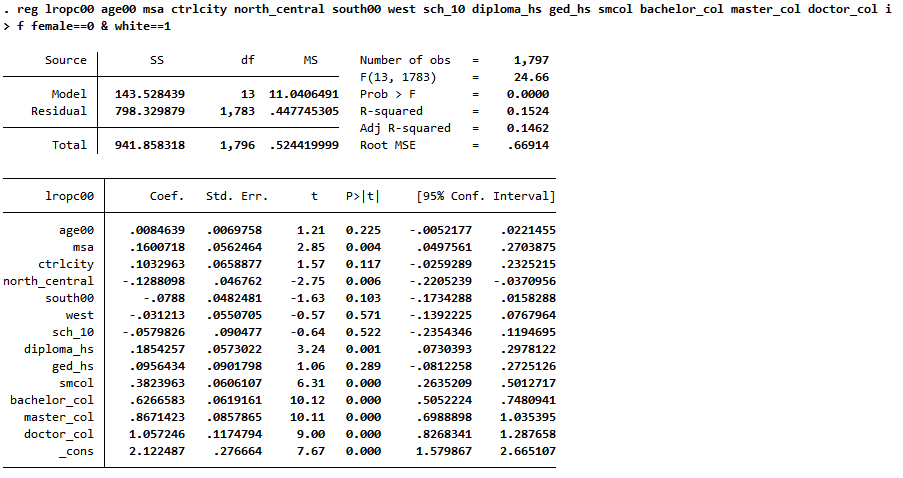 . reg lropc00 age00 msa ctrlcity north_central south00 west sch_10 diploma_hs ged_hs smcol bachelor_col master_col doctor_col i
> f female==0 & white==1
Source SS df MS Number of obs = 1,797
F(13, 1783) = 24.66
Model 143.528439 13 11.0406491 Prob > F = 0.0000
Residual 798.329879 1,783 .447745305 R-squared = 0.1524
Adj R-squared = 0.1462
Total 941.858318 1,796 .524419999 Root MSE = .66914
lropc00 Coef. Std. Err. t P>|t| [95% Conf. Interval]
age00 .0084639 .0069758 1.21 0.225 -.0052177 .0221455
msa .1600718 .0562464 2.85 0.004 .0497561 .2703875
ctrlcity .1032963 .0658877 1.57 0.117 -.0259289 .2325215
north_central -.1288098 .046762 -2.75 0.006 -.2205239 -.0370956
south00 -.0788 .0482481 -1.63 0.103 -.1734288 .0158288
west -.031213 .0550705 -0.57 0.571 -.1392225 .0767964
sch_10 -.0579826 .090477 -0.64 0.522 -.2354346 .1194695
diploma_hs .1854257 .0573022 3.24 0.001 .0730393 .2978122
ged_hs .0956434 .0901798 1.06 0.289 -.0812258 .2725126
smcol .3823963 .0606107 6.31 0.000 .2635209 .5012717
bachelor_col .6266583 .0619161 10.12 0.000 .5052224 .7480941
master_col .8671423 .0857865 10.11 0.000 .6988898 1.035395
doctor_col 1.057246 .1174794 9.00 0.000 .8268341 1.287658
_cons 2.122487 .276664 7.67 0.000 1.579867 2.665107